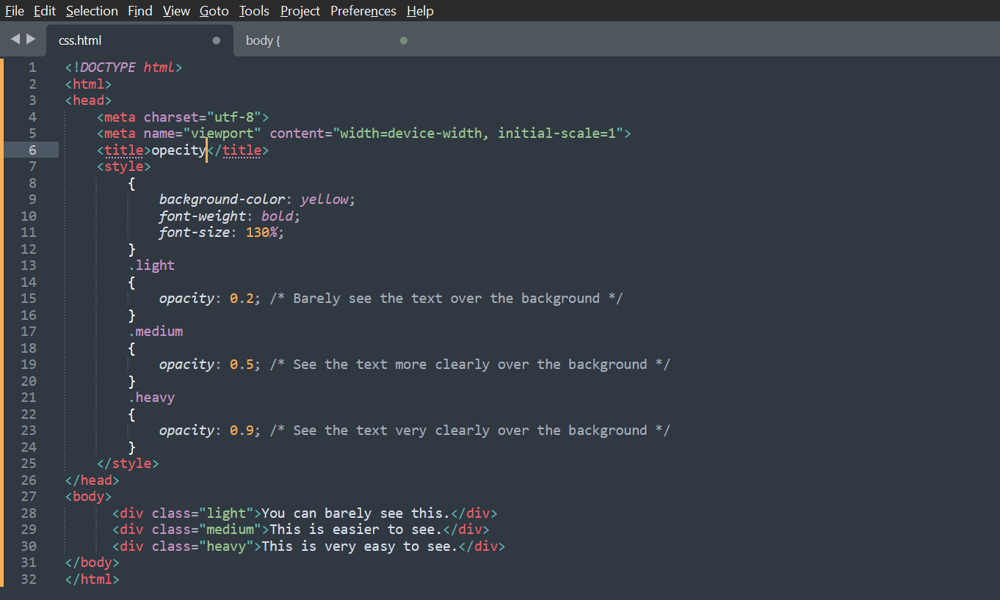 File Edit Selection Find View Goto Tools Project Preferences Help
css.html body {
1 <!DOCTYPE html>
2 <html>
3 <head>
4 <meta charset="utf-8">
5 <meta name="viewport" content="width=device-width, initial-scale=1">
6 <title>opecity</title>
7 <style>
8 {
9 background-color: yellow;
10 font-weight: bold;
11 font-size: 130%;
12 }
13 .light
14 {
15 opacity: 0.2; /* Barely see the text over the background */
16 }
17 .medium
18 {
19 opacity: 0.5; /* See the text more clearly over the background */
20 }
21 .heavy
22 {
23 opacity: 0.9; /* See the text very clearly over the background */
24 }
25 </style>
26 </head>
27 <body>
28 <div class="light">You can barely see this.</div>
29 <div class="medium">This is easier to see.</div>
30 <div class="heavy">This is very easy to see.</div>
31 </body>
32 </html>